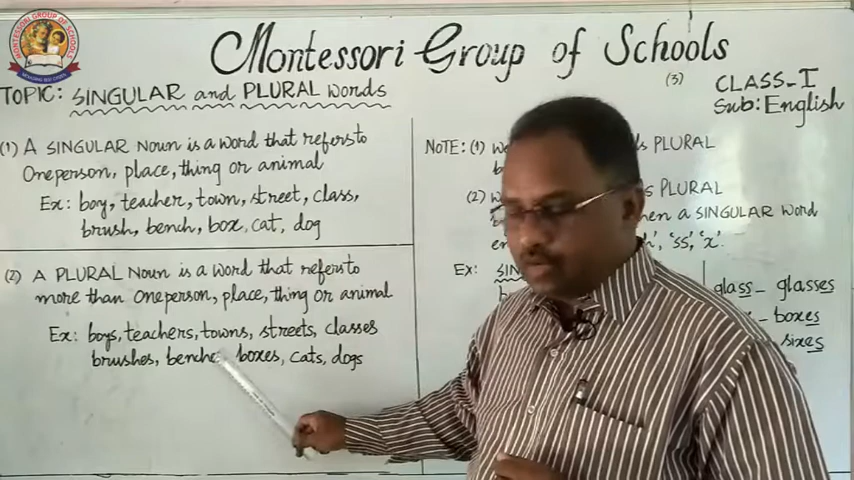 MONTESSORI GROUP OF SCHOOLS
Montessori Group of Schools
(3)
CLASS-I
Sub: English
TOPIC: SINGULAR and PLURAL words
(1) A SINGULAR Noun is a word that refers to
One person, place, thing or animal
Ex: boy, teacher, town, street, class,
brush, bench, box, cat, dog
(2) A PLURAL Noun is a word that refers to
more than One person, place, thing or animal
Ex: boys, teachers, towns, streets, classes
brushes, benches, boxes, cats, dogs
NOTE: (1) PLURAL
(2) PLURAL
when a SINGULAR word
'ss', 'x'.
Ex:
glass - glasses
- boxes
sixes